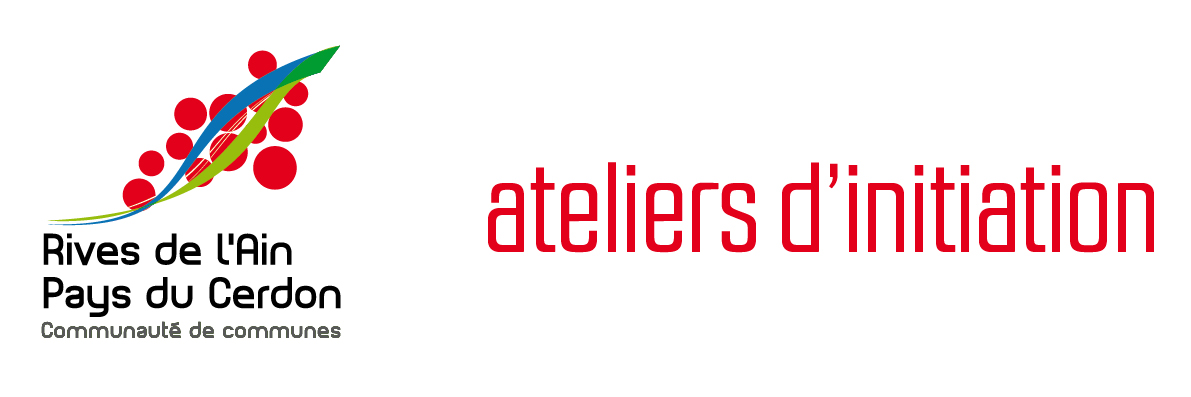 Rives de l'Ain
Pays du Cerdon
Communauté de communes
ateliers d’initiation